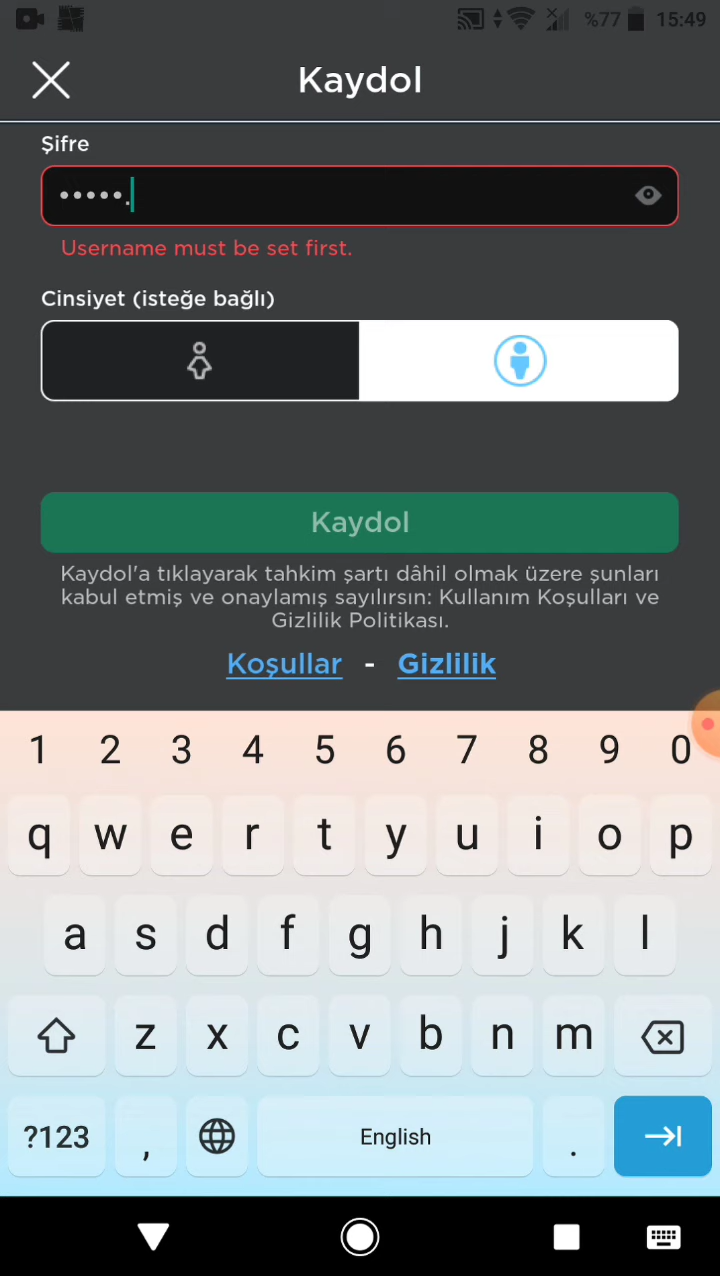 %77 15:49
Kaydol
Şifre
•••••.
Username must be set first.
Cinsiyet (isteğe bağlı)
Kaydol
Kaydol'a tıklayarak tahkim şartı dâhil olmak üzere şunları
kabul etmiş ve onaylamış sayılırsın: Kullanım Koşulları ve
Gizlilik Politikası.
Koşullar - Gizlilik
1 2 3 4 5 6 7 8 9 0
q w e r t y u i o p
a s d f g h j k l
z x c v b n m
?123 , English .